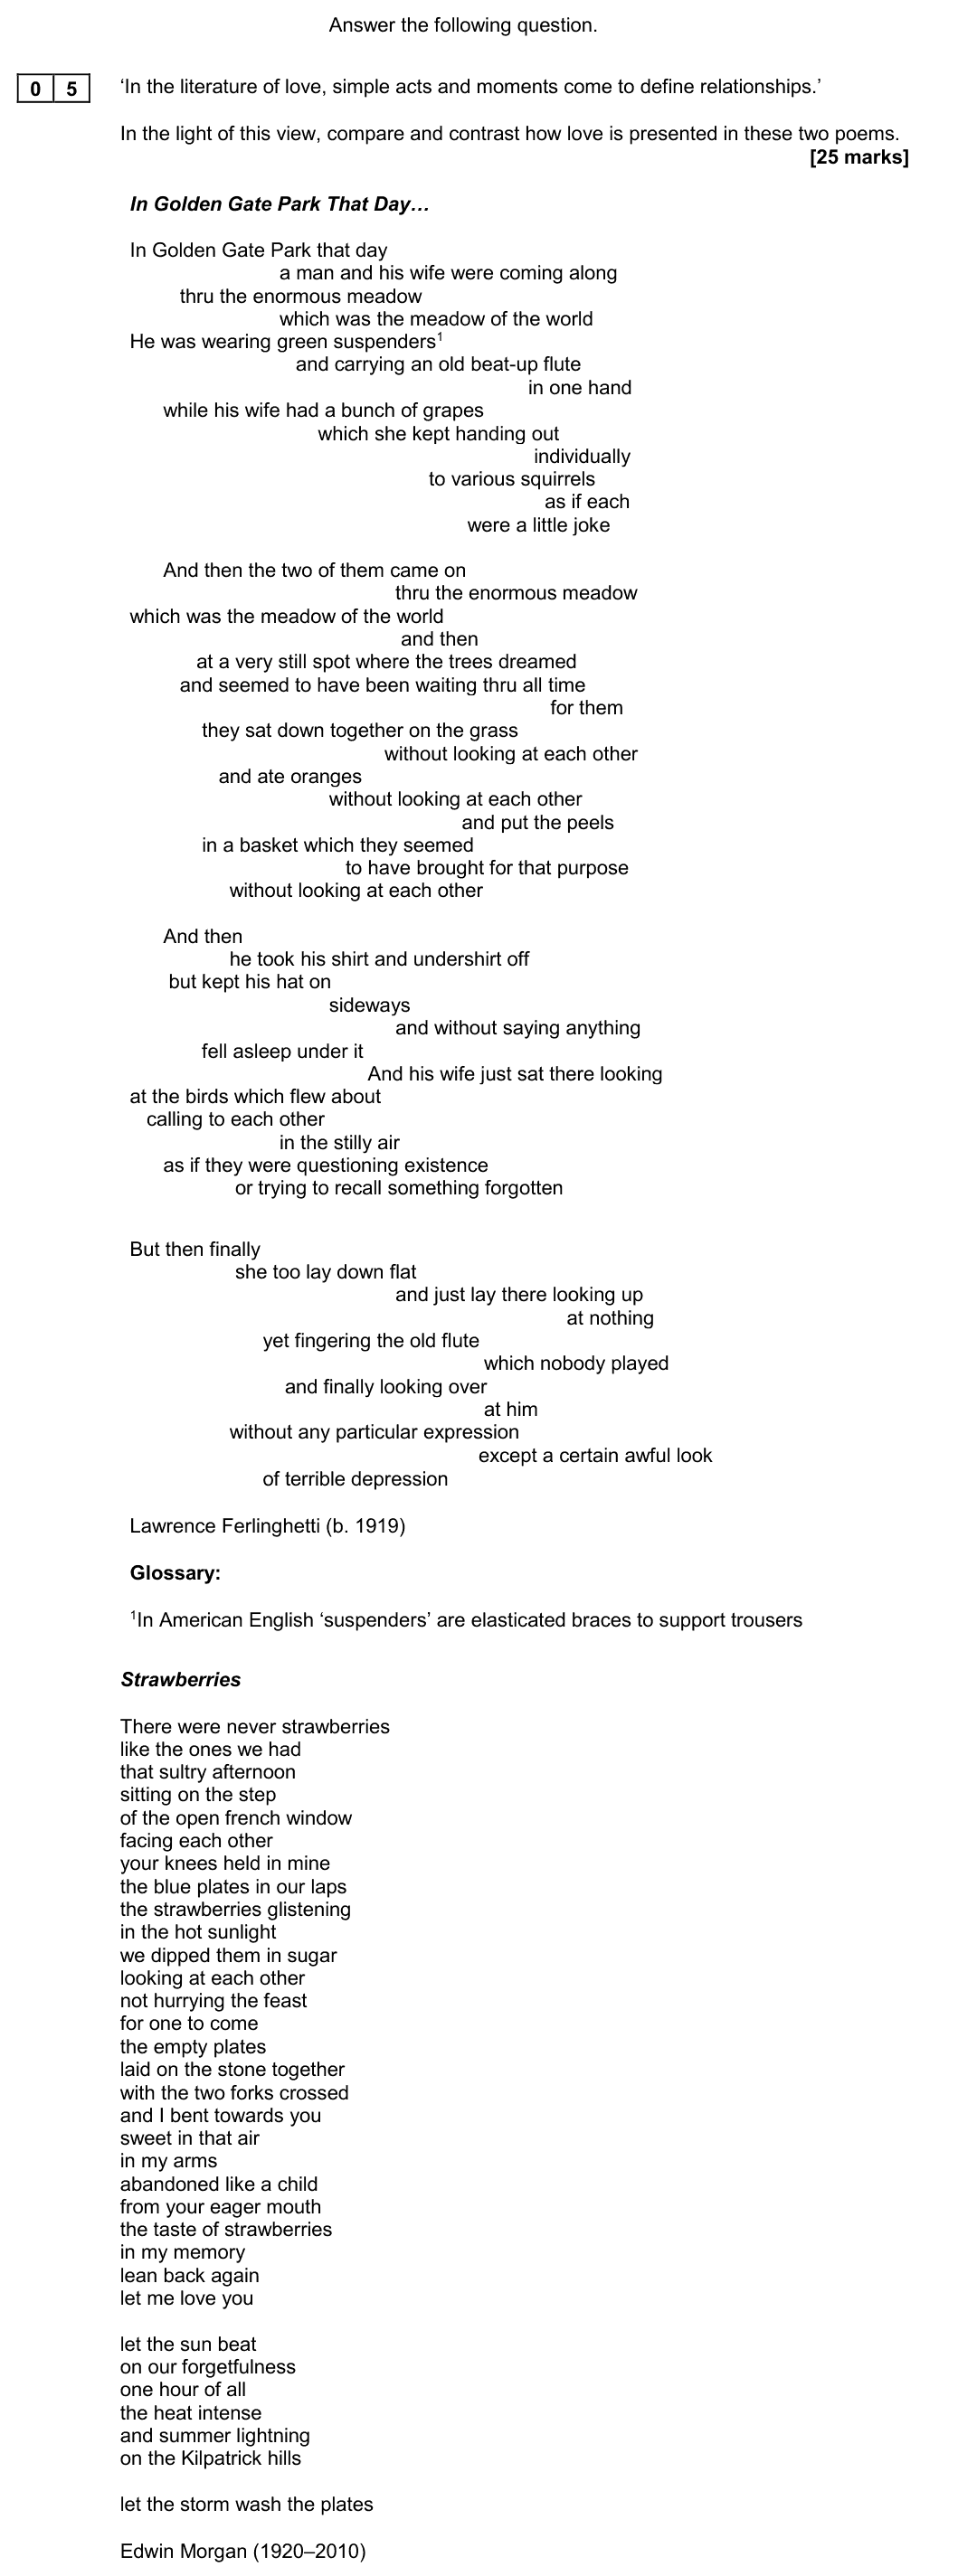 Answer the following question.
0 5 ‘In the literature of love, simple acts and moments come to define relationships.’
In the light of this view, compare and contrast how love is presented in these two poems.
[25 marks]
In Golden Gate Park That Day…
In Golden Gate Park that day
a man and his wife were coming along
thru the enormous meadow
which was the meadow of the world
He was wearing green suspenders¹
and carrying an old beat-up flute
in one hand
while his wife had a bunch of grapes
which she kept handing out
individually
to various squirrels
as if each
were a little joke
And then the two of them came on
thru the enormous meadow
which was the meadow of the world
and then
at a very still spot where the trees dreamed
and seemed to have been waiting thru all time
for them
they sat down together on the grass
without looking at each other
and ate oranges
without looking at each other
and put the peels
in a basket which they seemed
to have brought for that purpose
without looking at each other
And then
he took his shirt and undershirt off
but kept his hat on
sideways
and without saying anything
fell asleep under it
And his wife just sat there looking
at the birds which flew about
calling to each other
in the stilly air
as if they were questioning existence
or trying to recall something forgotten
But then finally
she too lay down flat
and just lay there looking up
at nothing
yet fingering the old flute
which nobody played
and finally looking over
at him
without any particular expression
except a certain awful look
of terrible depression
Lawrence Ferlinghetti (b. 1919)
Glossary:
¹In American English ‘suspenders’ are elasticated braces to support trousers
Strawberries
There were never strawberries
like the ones we had
that sultry afternoon
sitting on the step
of the open french window
facing each other
your knees held in mine
the blue plates in our laps
the strawberries glistening
in the hot sunlight
we dipped them in sugar
looking at each other
not hurrying the feast
for one to come
the empty plates
laid on the stone together
with the two forks crossed
and I bent towards you
sweet in that air
in my arms
abandoned like a child
from your eager mouth
the taste of strawberries
in my memory
lean back again
let me love you
let the sun beat
on our forgetfulness
one hour of all
the heat intense
and summer lightning
on the Kilpatrick hills
let the storm wash the plates
Edwin Morgan (1920–2010)